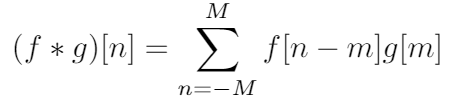 (f * g)[n] = \sum_{n=-M}^{M} f[n - m]g[m]